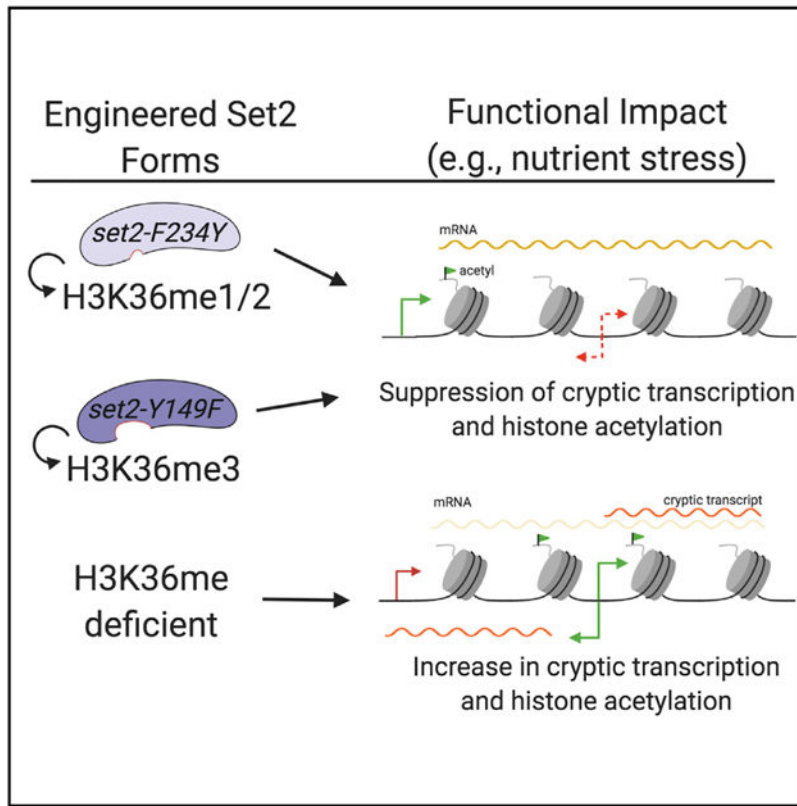 Engineered Set2
Forms
Functional Impact
(e.g., nutrient stress)
set2-F234Y
H3K36me1/2
mRNA
acetyl
Suppression of cryptic transcription
and histone acetylation
set2-Y149F
H3K36me3
H3K36me
deficient
mRNA
cryptic transcript
Increase in cryptic transcription
and histone acetylation